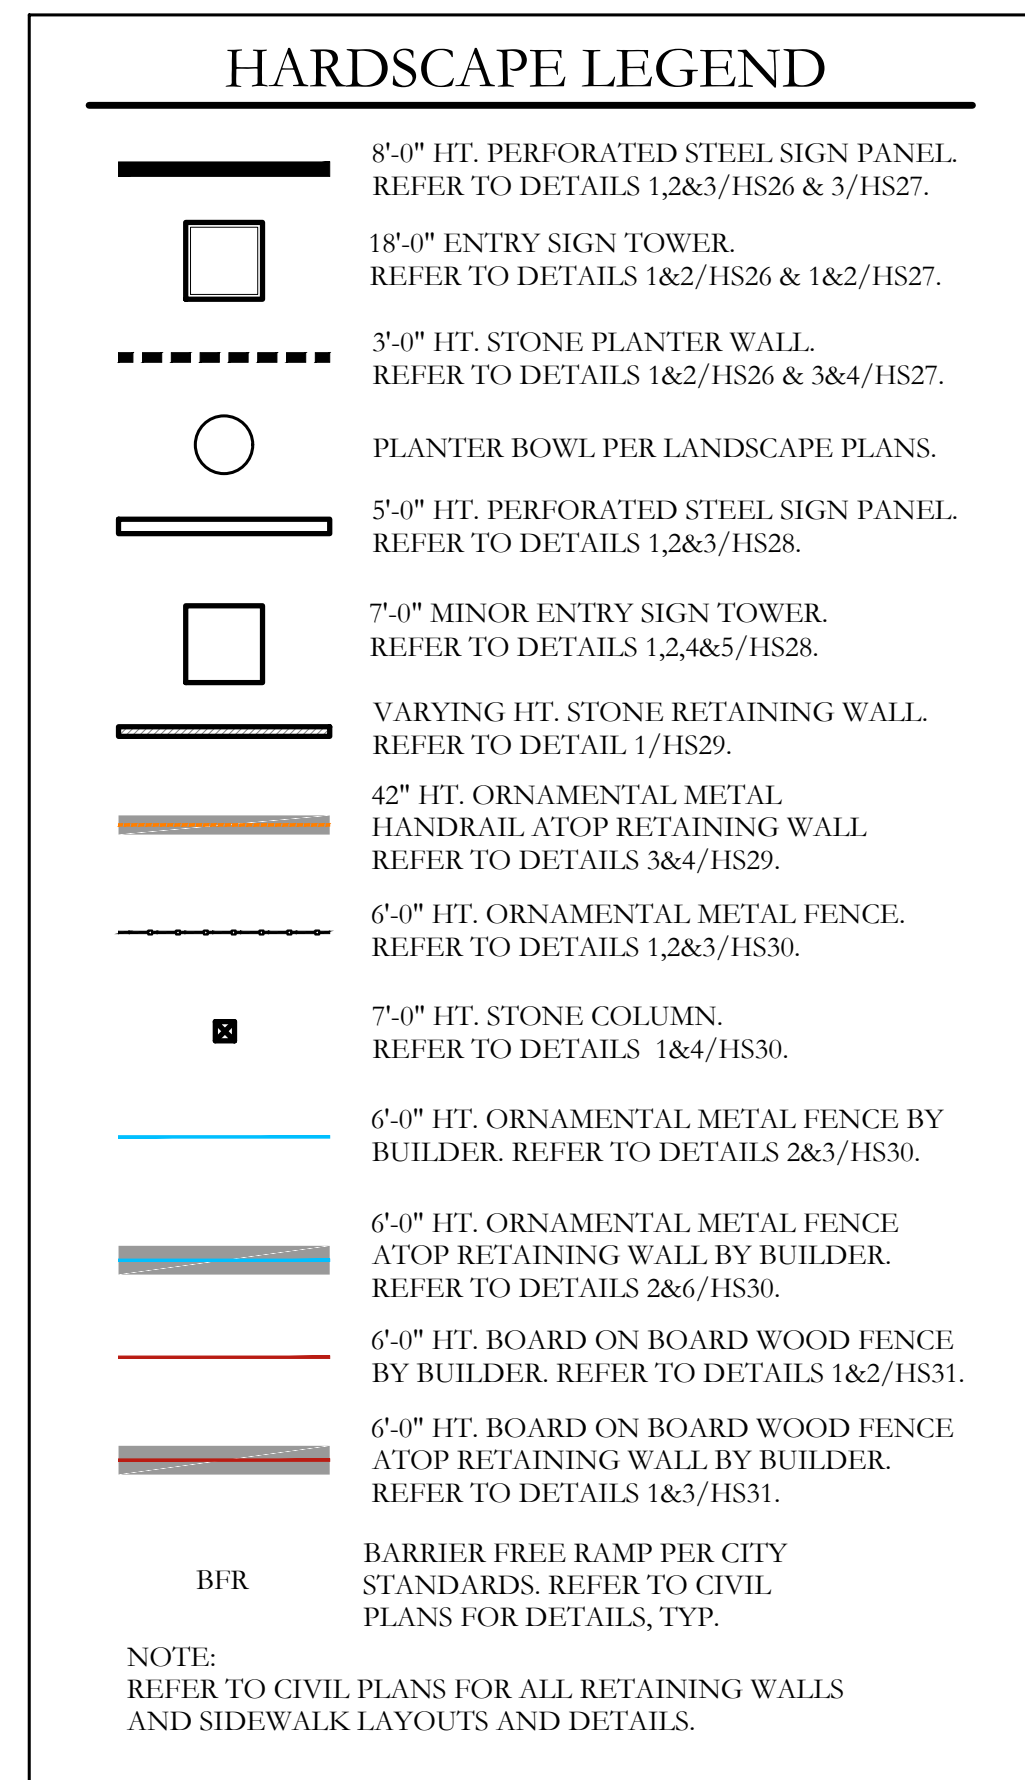 HARDSCAPE LEGEND
8'-0" HT. PERFORATED STEEL SIGN PANEL.
REFER TO DETAILS 1,2&3/HS26 & 3/HS27.
18'-0" ENTRY SIGN TOWER.
REFER TO DETAILS 1&2/HS26 & 1&2/HS27.
3'-0" HT. STONE PLANTER WALL.
REFER TO DETAILS 1&2/HS26 & 3&4/HS27.
PLANTER BOWL PER LANDSCAPE PLANS.
5'-0" HT. PERFORATED STEEL SIGN PANEL.
REFER TO DETAILS 1,2&3/HS28.
7'-0" MINOR ENTRY SIGN TOWER.
REFER TO DETAILS 1,2,4&5/HS28.
VARYING HT. STONE RETAINING WALL.
REFER TO DETAIL 1/HS29.
42" HT. ORNAMENTAL METAL
HANDRAIL ATOP RETAINING WALL
REFER TO DETAILS 3&4/HS29.
6'-0" HT. ORNAMENTAL METAL FENCE.
REFER TO DETAILS 1,2&3/HS30.
7'-0" HT. STONE COLUMN.
REFER TO DETAILS 1&4/HS30.
6'-0" HT. ORNAMENTAL METAL FENCE BY
BUILDER. REFER TO DETAILS 2&3/HS30.
6'-0" HT. ORNAMENTAL METAL FENCE
ATOP RETAINING WALL BY BUILDER.
REFER TO DETAILS 2&6/HS30.
6'-0" HT. BOARD ON BOARD WOOD FENCE
BY BUILDER. REFER TO DETAILS 1&2/HS31.
6'-0" HT. BOARD ON BOARD WOOD FENCE
ATOP RETAINING WALL BY BUILDER.
REFER TO DETAILS 1&3/HS31.
BFR
BARRIER FREE RAMP PER CITY
STANDARDS. REFER TO CIVIL
PLANS FOR DETAILS, TYP.
NOTE:
REFER TO CIVIL PLANS FOR ALL RETAINING WALLS
AND SIDEWALK LAYOUTS AND DETAILS.